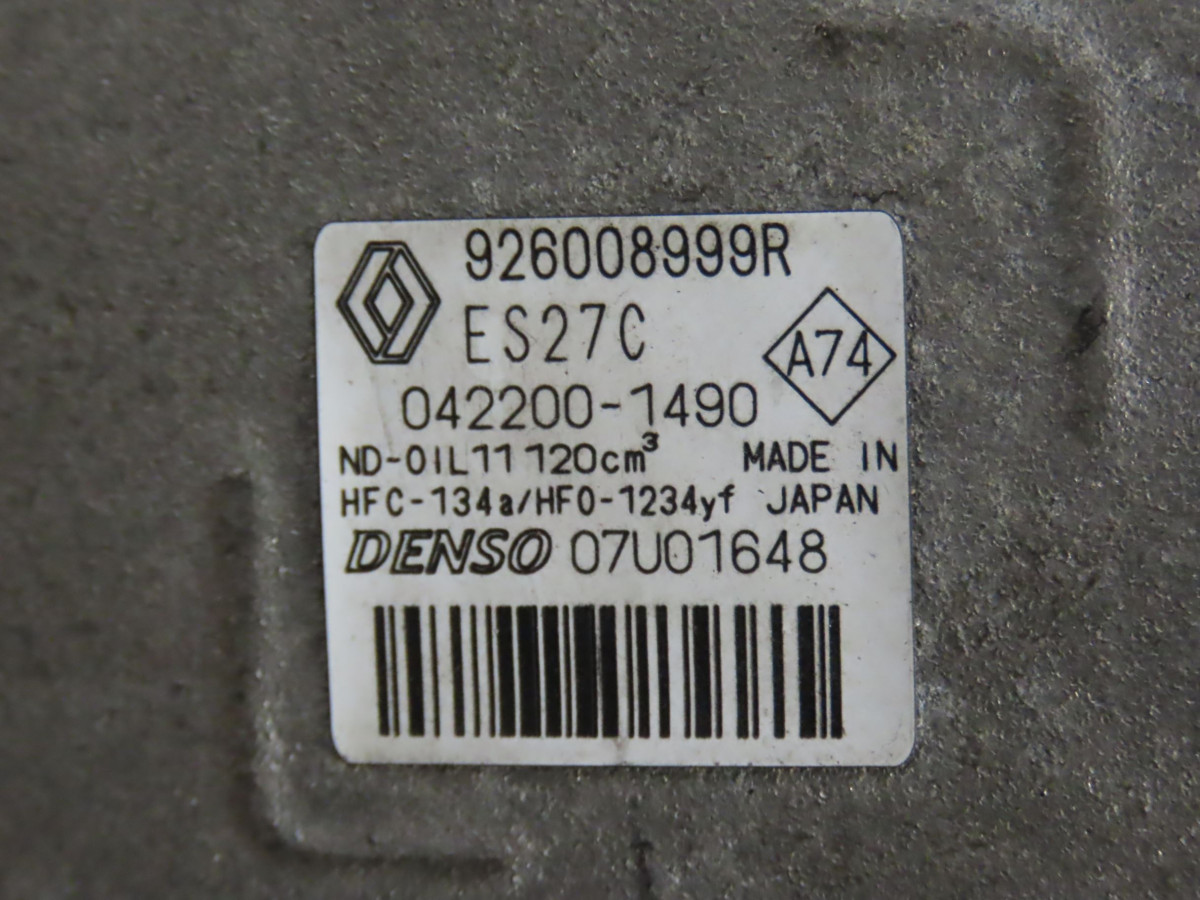 926008999R
ES27C
A74
042200-1490
ND-OIL11 120cm³ MADE IN
HFC-134a/HFO-1234yf JAPAN
DENSO 07U01648